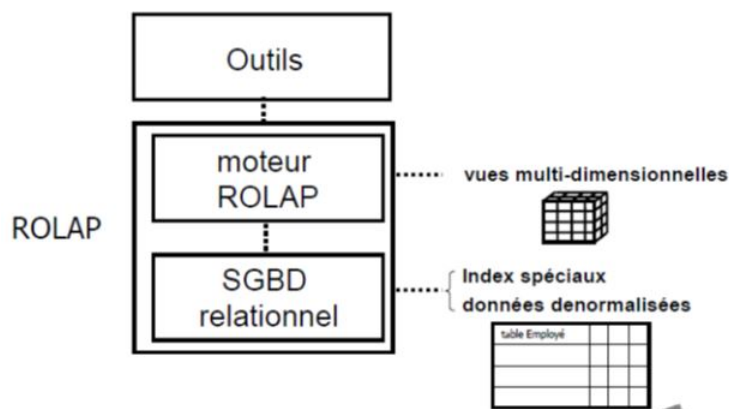 Outils
moteur
ROLAP
vues multi-dimensionnelles
ROLAP
SGBD
relationnel
Index spéciaux
données denormalisées
table Employé